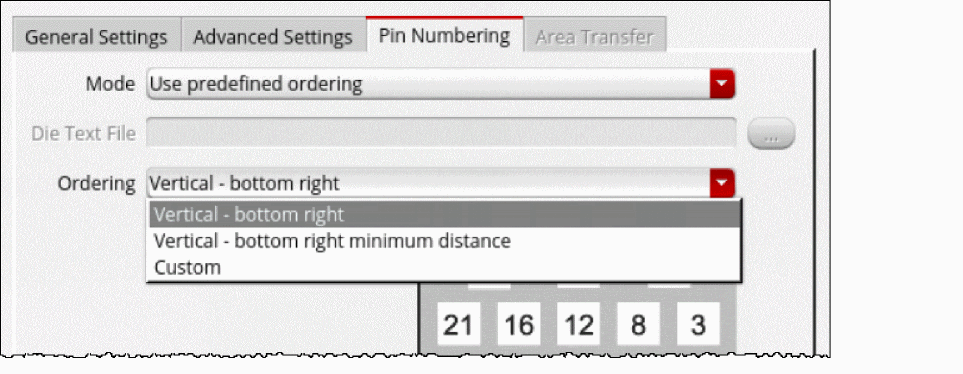 General Settings Advanced Settings Pin Numbering Area Transfer
Mode Use predefined ordering
Die Text File ...
Ordering Vertical - bottom right
Vertical - bottom right
Vertical - bottom right minimum distance
Custom
21 16 12 8 3